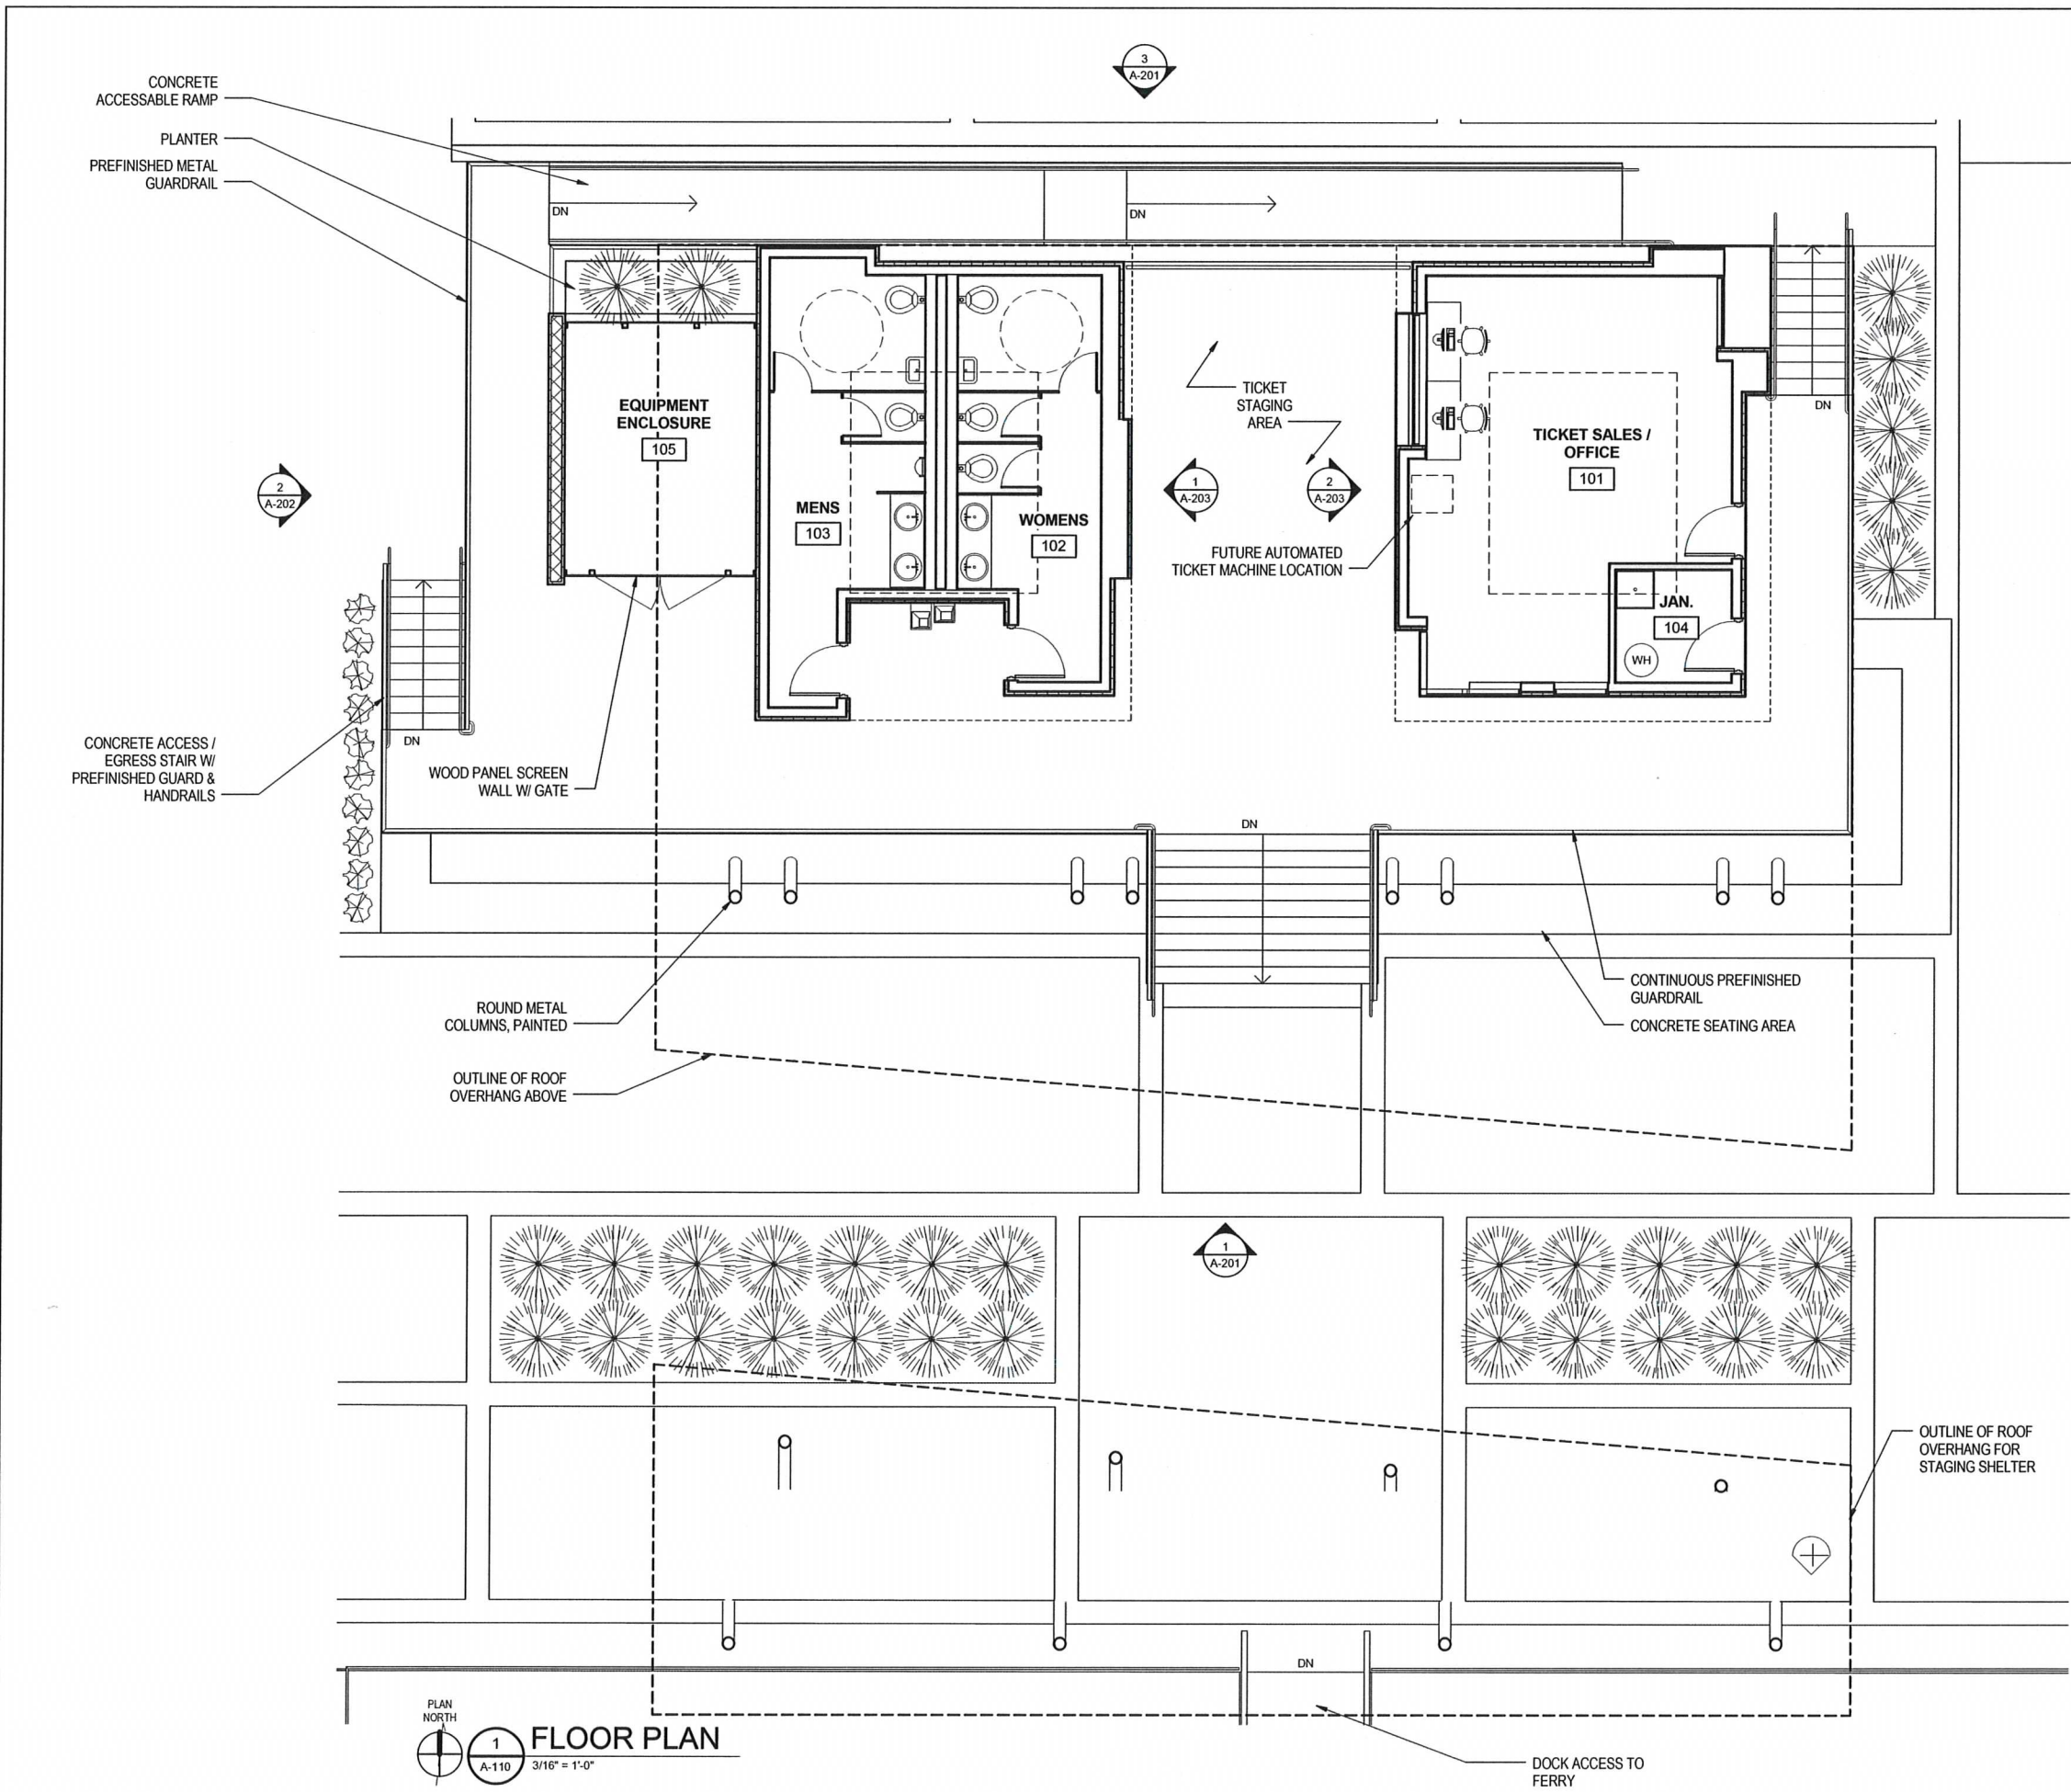 3
A-201
CONCRETE
ACCESSABLE RAMP
PLANTER
PREFINISHED METAL
GUARDRAIL
DN
DN
EQUIPMENT
ENCLOSURE
105
TICKET
STAGING
AREA
TICKET SALES /
OFFICE
101
DN
2
A-202
MENS
103
WOMENS
102
1
A-203
2
A-203
FUTURE AUTOMATED
TICKET MACHINE LOCATION
JAN.
104
WH
DN
CONCRETE ACCESS /
EGRESS STAIR W/
PREFINISHED GUARD &
HANDRAILS
WOOD PANEL SCREEN
WALL W/ GATE
DN
ROUND METAL
COLUMNS, PAINTED
CONTINUOUS PREFINISHED
GUARDRAIL
CONCRETE SEATING AREA
OUTLINE OF ROOF
OVERHANG ABOVE
1
A-201
OUTLINE OF ROOF
OVERHANG FOR
STAGING SHELTER
DN
PLAN
NORTH
1
A-110
FLOOR PLAN
3/16" = 1'-0"
DOCK ACCESS TO
FERRY